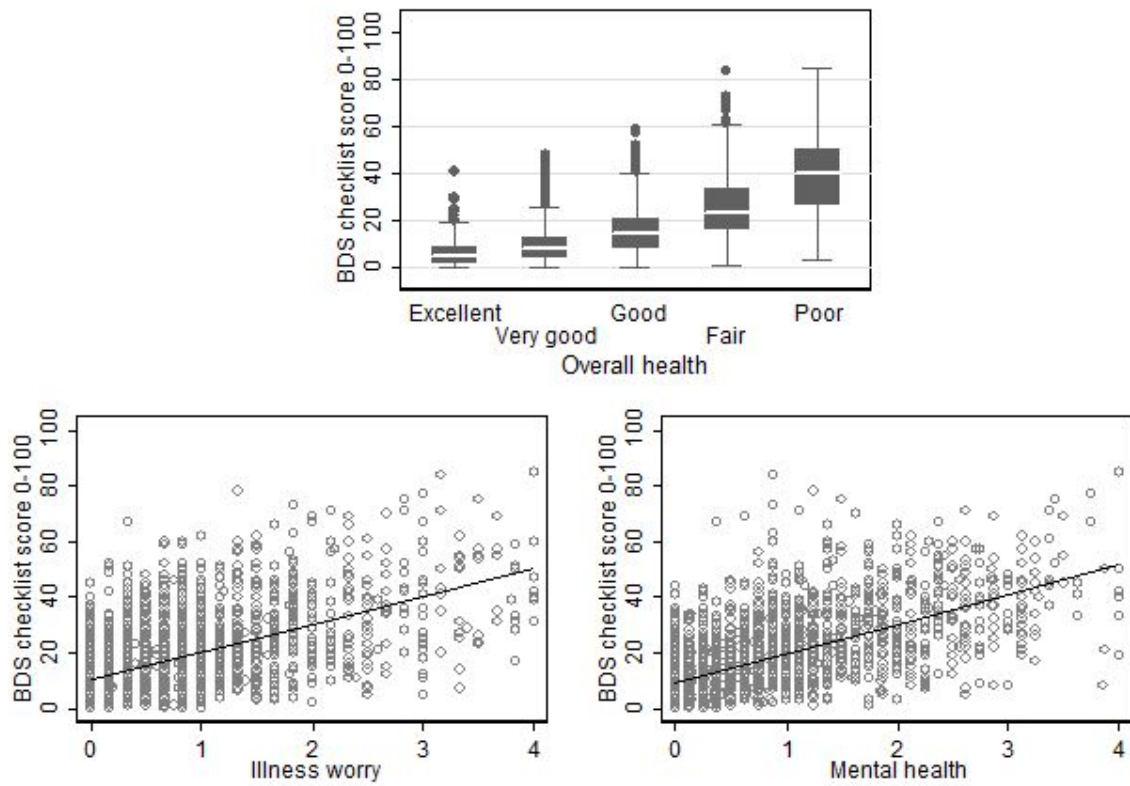 BDS checklist score 0-100
100
80
60
40
20
0
Excellent
Very good
Good
Fair
Poor
Overall health
BDS checklist score 0-100
100
80
60
40
20
0
0 1 2 3 4
Illness worry
BDS checklist score 0-100
100
80
60
40
20
0
0 1 2 3 4
Mental health